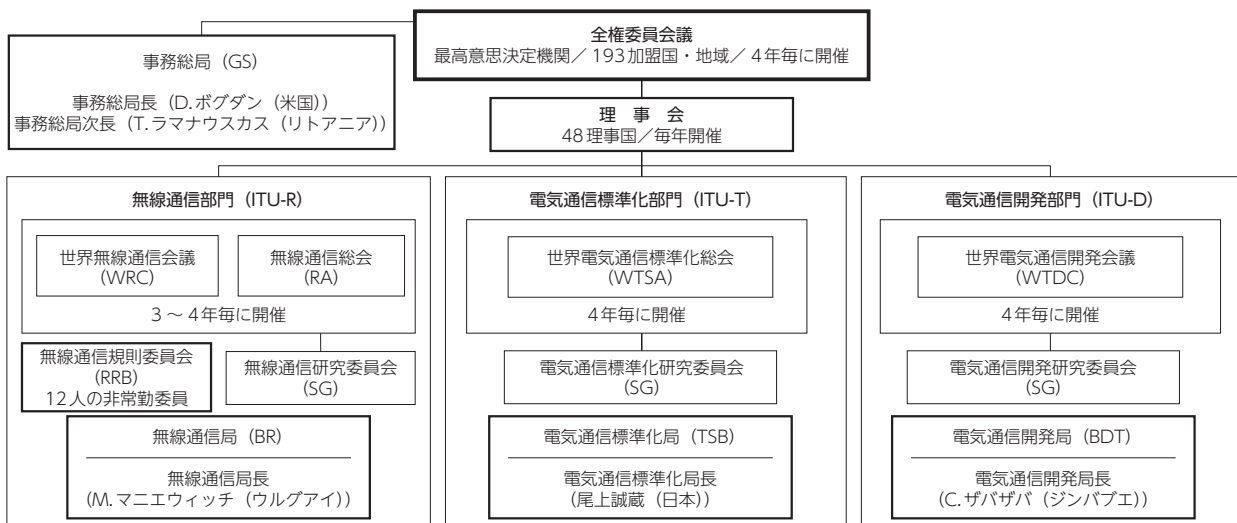 全権委員会議
最高意思決定機関／193加盟国・地域／4年毎に開催
事務総局（GS）
事務総局長（D.ボグダン（米国））
事務総局次長（T.ラマナウスカス（リトアニア））
理　事　会
48理事国／毎年開催
無線通信部門（ITU-R）
世界無線通信会議
(WRC)
無線通信総会
(RA)
3～4年毎に開催
無線通信規則委員会
(RRB)
12人の非常勤委員
無線通信研究委員会
(SG)
無線通信局（BR）
無線通信局長
(M.マニエウィッチ（ウルグアイ））
電気通信標準化部門（ITU-T）
世界電気通信標準化総会
(WTSA)
4年毎に開催
電気通信標準化研究委員会
(SG)
電気通信標準化局（TSB）
電気通信標準化局長
(尾上誠蔵（日本））
電気通信開発部門（ITU-D）
世界電気通信開発会議
(WTDC)
4年毎に開催
電気通信開発研究委員会
(SG)
電気通信開発局（BDT）
電気通信開発局長
(C.ザバザバ（ジンバブエ））